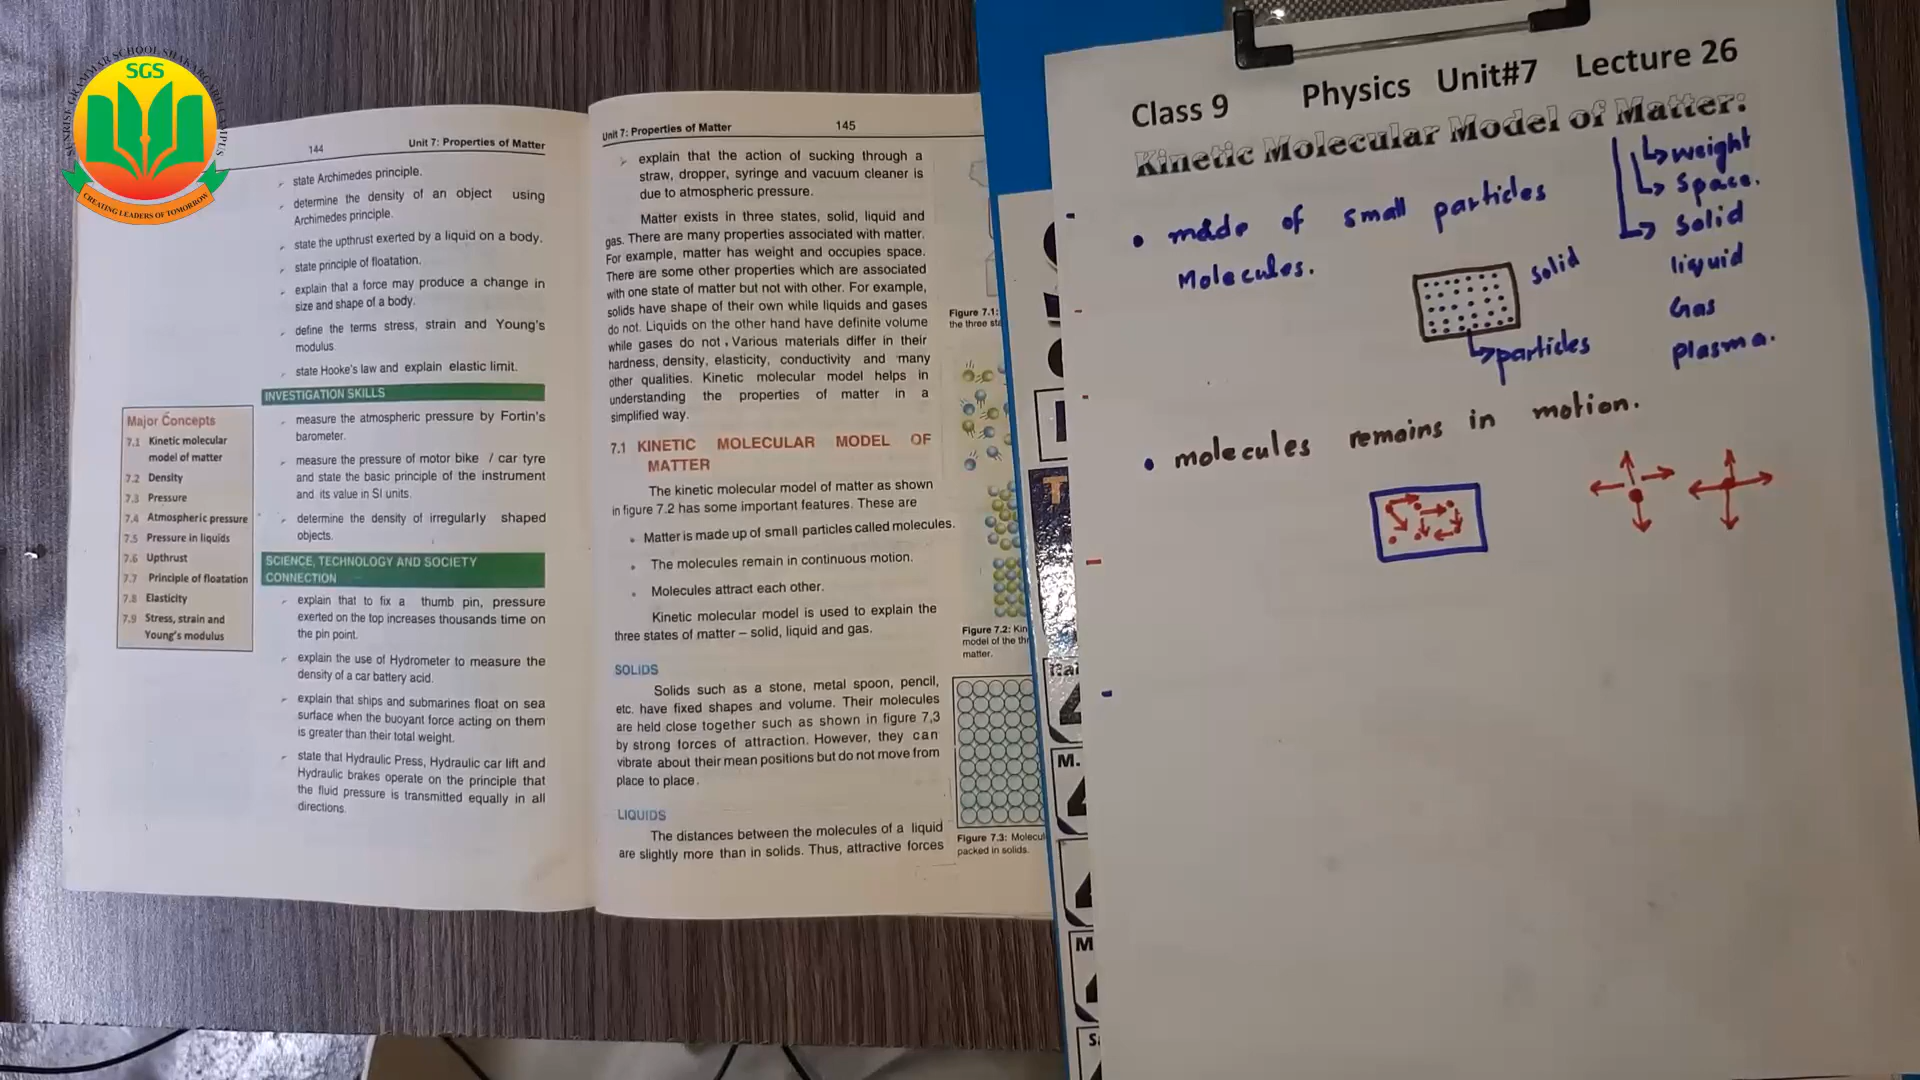 SUNRISE GRAMMAR SCHOOL SHAKARGARH CAMPUS
SGS
CREATING LEADERS OF TOMORROW
144
Unit 7: Properties of Matter
state Archimedes principle.
determine the density of an object using
Archimedes principle.
state the upthrust exerted by a liquid on a body.
state principle of floatation.
explain that a force may produce a change in
size and shape of a body.
define the terms stress, strain and Young's
modulus
state Hooke's law and explain elastic limit.
INVESTIGATION SKILLS
measure the atmospheric pressure by Fortin's
barometer.
measure the pressure of motor bike / car tyre
and state the basic principle of the instrument
and its value in SI units.
determine the density of irregularly shaped
objects.
SCIENCE, TECHNOLOGY AND SOCIETY
CONNECTION
explain that to fix a thumb pin, pressure
exerted on the top increases thousands time on
the pin point.
explain the use of Hydrometer to measure the
density of a car battery acid.
explain that ships and submarines float on sea
surface when the buoyant force acting on them
is greater than their total weight.
state that Hydraulic Press, Hydraulic car lift and
Hydraulic brakes operate on the principle that
the fluid pressure is transmitted equally in all
directions.
Major Concepts
7.1 Kinetic molecular
model of matter
7.2 Density
7.3 Pressure
7.4 Atmospheric pressure
7.5 Pressure in liquids
7.6 Upthrust
7.7 Principle of floatation
7.8 Elasticity
7.9 Stress, strain and
Young's modulus
Unit 7: Properties of Matter
145
explain that the action of sucking through a
straw, dropper, syringe and vacuum cleaner is
due to atmospheric pressure.
Matter exists in three states, solid, liquid and
gas. There are many properties associated with matter.
For example, matter has weight and occupies space.
There are some other properties which are associated
with one state of matter but not with other. For example,
solids have shape of their own while liquids and gases
do not. Liquids on the other hand have definite volume
while gases do not. Various materials differ in their
hardness, density, elasticity, conductivity and many
other qualities. Kinetic molecular model helps in
understanding the properties of matter in a
simplified way.
7.1 KINETIC MOLECULAR MODEL OF
MATTER
The kinetic molecular model of matter as shown
in figure 7.2 has some important features. These are
• Matter is made up of small particles called molecules.
• The molecules remain in continuous motion.
• Molecules attract each other.
Kinetic molecular model is used to explain the
three states of matter – solid, liquid and gas.
SOLIDS
Solids such as a stone, metal spoon, pencil,
etc. have fixed shapes and volume. Their molecules
are held close together such as shown in figure 7.3
by strong forces of attraction. However, they can
vibrate about their mean positions but do not move from
place to place.
LIQUIDS
The distances between the molecules of a liquid
are slightly more than in solids. Thus, attractive forces
Figure 7.1:
the three sta
Figure 7.2: Kin
model of the th
matter.
Figure 7.3: Molecul
packed in solids.
M.
M
Class 9 Physics Unit#7 Lecture 26
Kinetic Molecular Model of Matter:
weight
space.
solid
liquid
Gas
plasma.
• made of small particles
Molecules.
solid
particles
• molecules remains in motion.